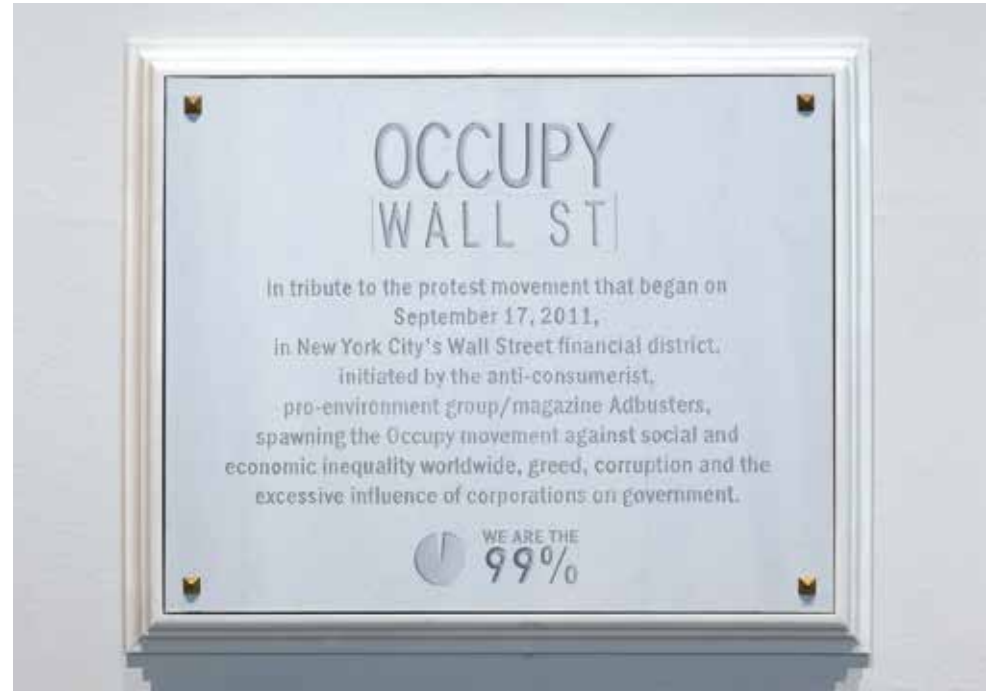 OCCUPY
WALL ST
In tribute to the protest movement that began on
September 17, 2011,
in New York City's Wall Street financial district,
initiated by the anti-consumerist,
pro-environment group/magazine Adbusters,
spawning the Occupy movement against social and
economic inequality worldwide, greed, corruption and the
excessive influence of corporations on government.
WE ARE THE
99%